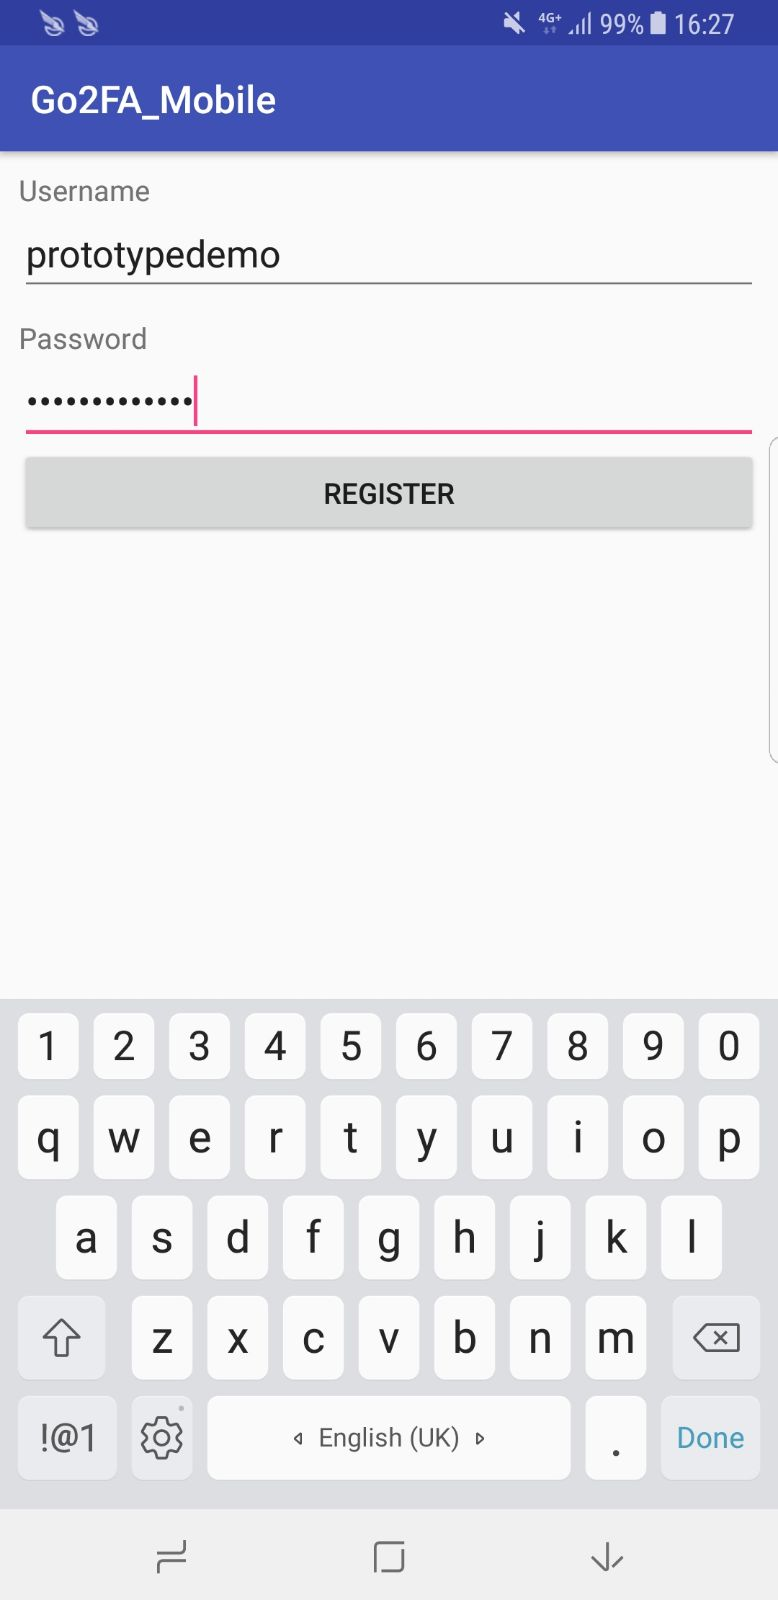 4G+ 99% 16:27
Go2FA_Mobile
Username
prototypedemo
Password
•••••••••••••
REGISTER
1 2 3 4 5 6 7 8 9 0
q w e r t y u i o p
a s d f g h j k l
z x c v b n m
!@1 English (UK) . Done